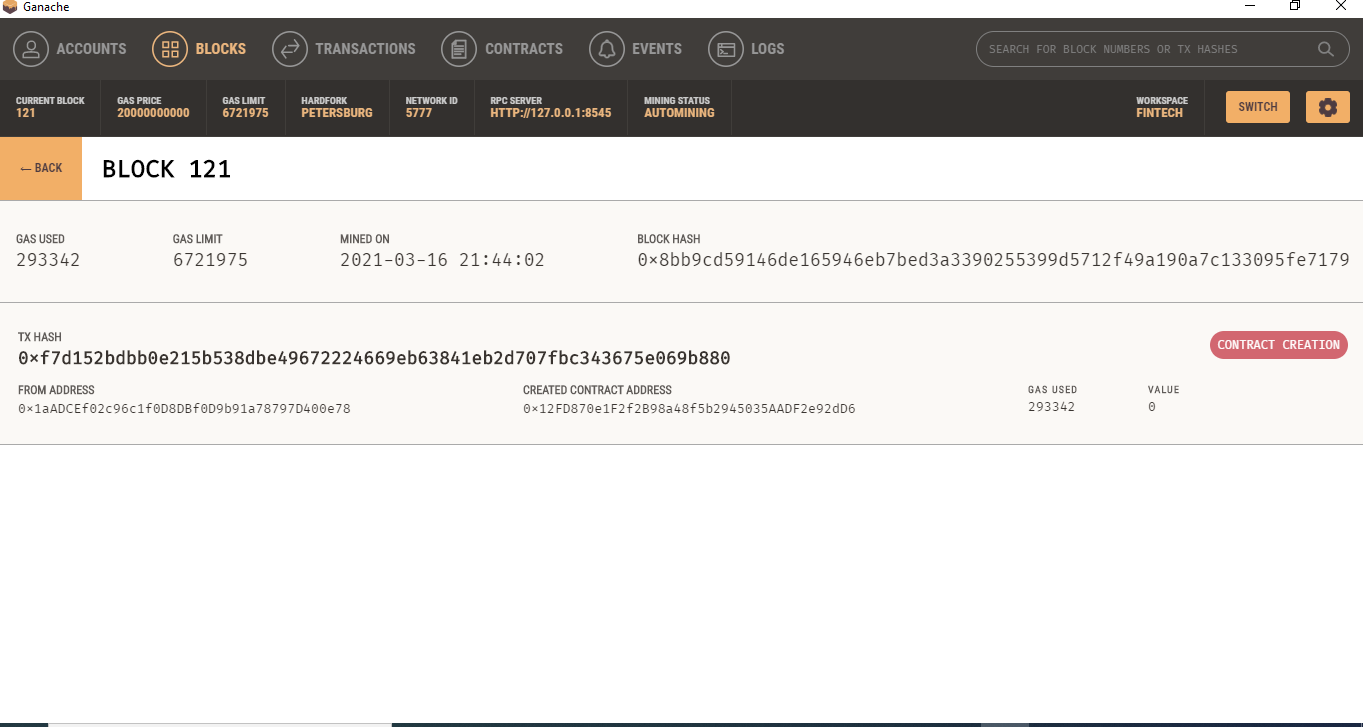 Ganache
ACCOUNTS BLOCKS TRANSACTIONS CONTRACTS EVENTS LOGS SEARCH FOR BLOCK NUMBERS OR TX HASHES
CURRENT BLOCK GAS PRICE GAS LIMIT HARDFORK NETWORK ID RPC SERVER MINING STATUS WORKSPACE
121 20000000000 6721975 PETERSBURG 5777 HTTP://127.0.0.1:8545 AUTOMINING FINTECH SWITCH
← BACK BLOCK 121
GAS USED GAS LIMIT MINED ON BLOCK HASH
293342 6721975 2021-03-16 21:44:02 0×8bb9cd59146de165946eb7bed3a3390255399d5712f49a190a7c133095fe7179
TX HASH
0×f7d152bdbb0e215b538dbe49672224669eb63841eb2d707fbc343675e069b880 CONTRACT CREATION
FROM ADDRESS CREATED CONTRACT ADDRESS GAS USED VALUE
0×1aADCEf02c96c1f0D8DBf0D9b91a78797D400e78 0×12FD870e1F2f2B98a48f5b2945035AADF2e92dD6 293342 0